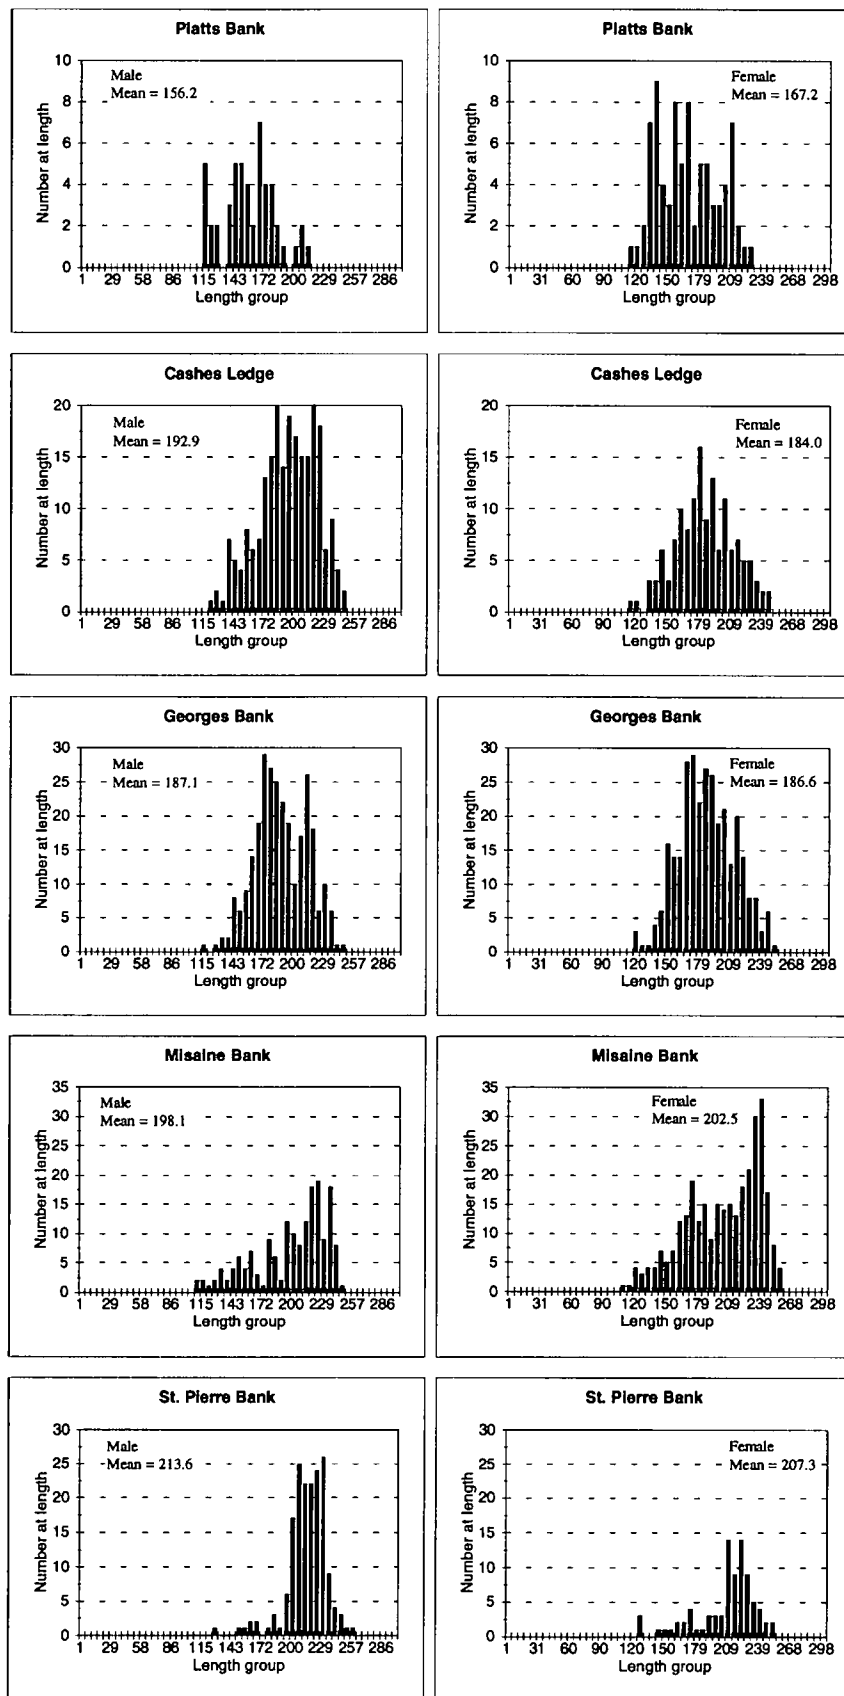 Platts Bank
Male
Mean = 156.2
10
8
6
4
2
0
Number at length
1 29 58 86 115 143 172 200 229 257 286
Length group
Platts Bank
Female
Mean = 167.2
10
8
6
4
2
0
Number at length
1 31 60 90 120 150 179 209 239 268 298
Length group
Cashes Ledge
Male
Mean = 192.9
20
15
10
5
0
Number at length
1 29 58 86 115 143 172 200 229 257 286
Length group
Cashes Ledge
Female
Mean = 184.0
20
15
10
5
0
Number at length
1 31 60 90 120 150 179 209 239 268 298
Length group
Georges Bank
Male
Mean = 187.1
30
25
20
15
10
5
0
Number at length
1 29 58 86 115 143 172 200 229 257 286
Length group
Georges Bank
Female
Mean = 186.6
30
25
20
15
10
5
0
Number at length
1 31 60 90 120 150 179 209 239 268 298
Length group
Misaine Bank
Male
Mean = 198.1
35
30
25
20
15
10
5
0
Number at length
1 29 58 86 115 143 172 200 229 257 286
Length group
Misaine Bank
Female
Mean = 202.5
35
30
25
20
15
10
5
0
Number at length
1 31 60 90 120 150 179 209 239 268 298
Length group
St. Pierre Bank
Male
Mean = 213.6
30
25
20
15
10
5
0
Number at length
1 29 58 86 115 143 172 200 229 257 286
Length group
St. Pierre Bank
Female
Mean = 207.3
30
25
20
15
10
5
0
Number at length
1 31 60 90 120 150 179 209 239 268 298
Length group